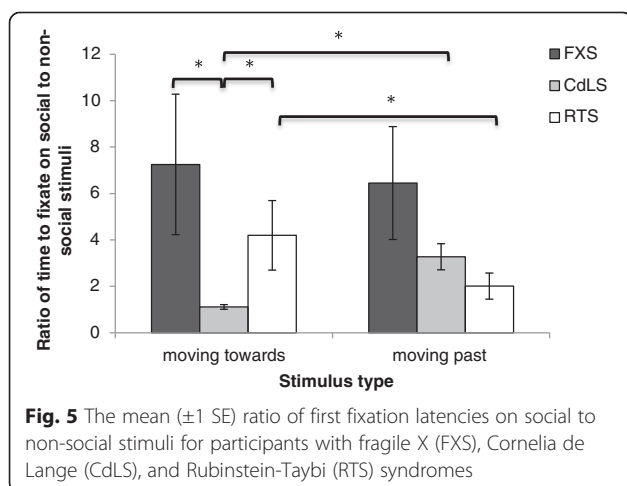 Ratio of time to fixate on social to non-
social stimuli
12
10
8
6
4
2
0
*
*
*
*
FXS
CdLS
RTS
moving towards
moving past
Stimulus type
Fig. 5 The mean (±1 SE) ratio of first fixation latencies on social to
non-social stimuli for participants with fragile X (FXS), Cornelia de
Lange (CdLS), and Rubinstein-Taybi (RTS) syndromes